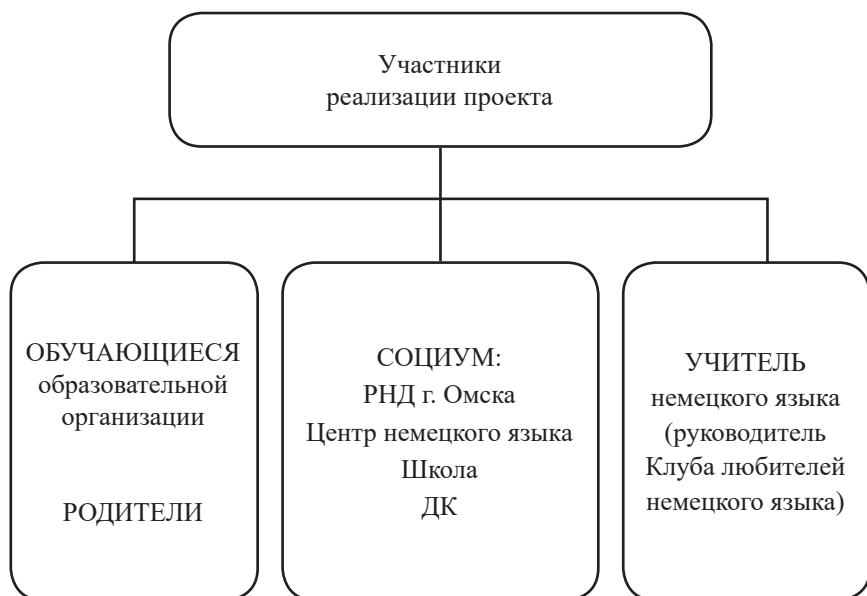 Участники
реализации проекта
ОБУЧАЮЩИЕСЯ
образовательной
организации
РОДИТЕЛИ
СОЦИУМ:
РНД г. Омска
Центр немецкого языка
Школа
ДК
УЧИТЕЛЬ
немецкого языка
(руководитель
Клуба любителей
немецкого языка)